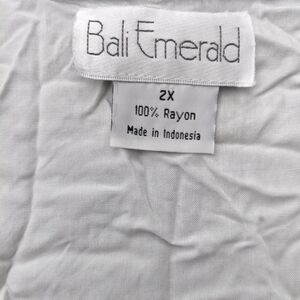 Bali Emerald
2X
100% Rayon
Made in Indonesia